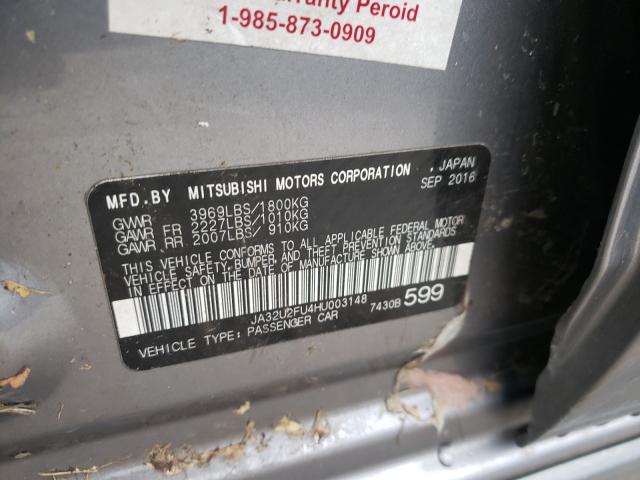 Warranty Peroid
1-985-873-0909
MFD.BY MITSUBISHI MOTORS CORPORATION , JAPAN
SEP 2016
GVWR 3969LBS/1800KG
GAWR FR 2227LBS/1010KG
GAWR RR 2007LBS/ 910KG
THIS VEHICLE CONFORMS TO ALL APPLICABLE FEDERAL MOTOR
VEHICLE SAFETY, BUMPER, AND THEFT PREVENTION STANDARDS
IN EFFECT ON THE DATE OF MANUFACTURE SHOWN ABOVE.
JA32U2FU4HU003148 7430B 599
VEHICLE TYPE: PASSENGER CAR